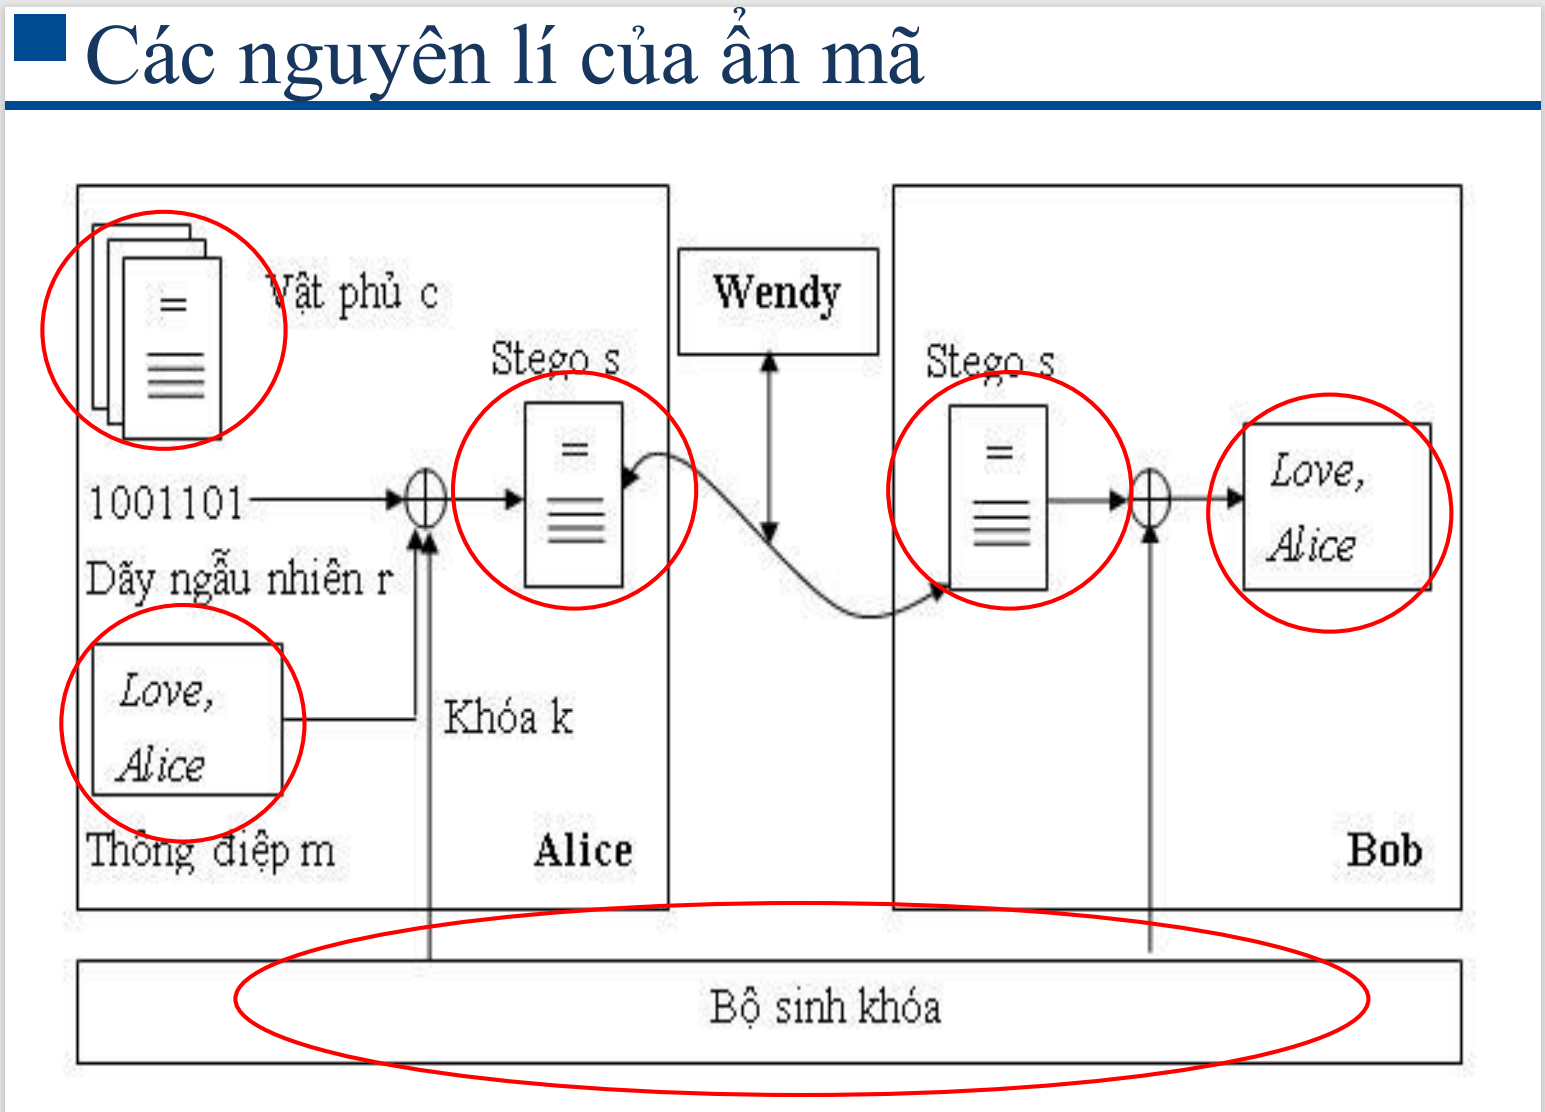 Các nguyên lí của ẩn mã
Vật phủ c
Wendy
Stego s
Stego s
Love,
Alice
1001101
Dãy ngẫu nhiên r
Love,
Alice
Khóa k
Thông điệp m
Alice
Bob
Bộ sinh khóa